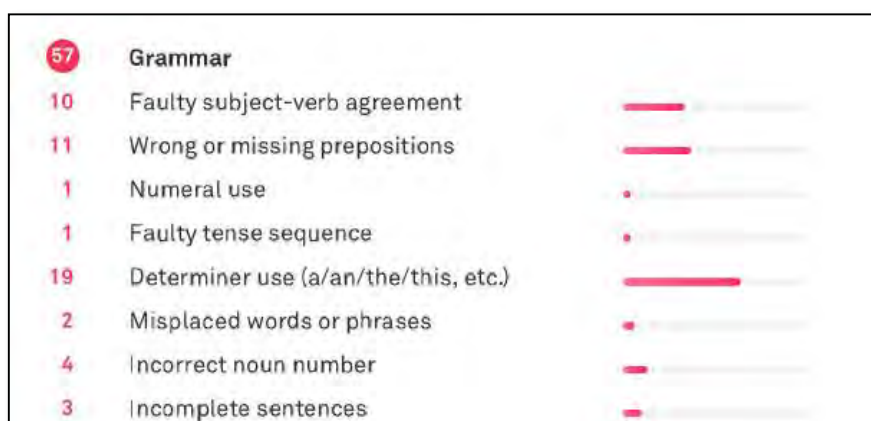 57 Grammar
10 Faulty subject-verb agreement
11 Wrong or missing prepositions
1 Numeral use
1 Faulty tense sequence
19 Determiner use (a/an/the/this, etc.)
2 Misplaced words or phrases
4 Incorrect noun number
3 Incomplete sentences